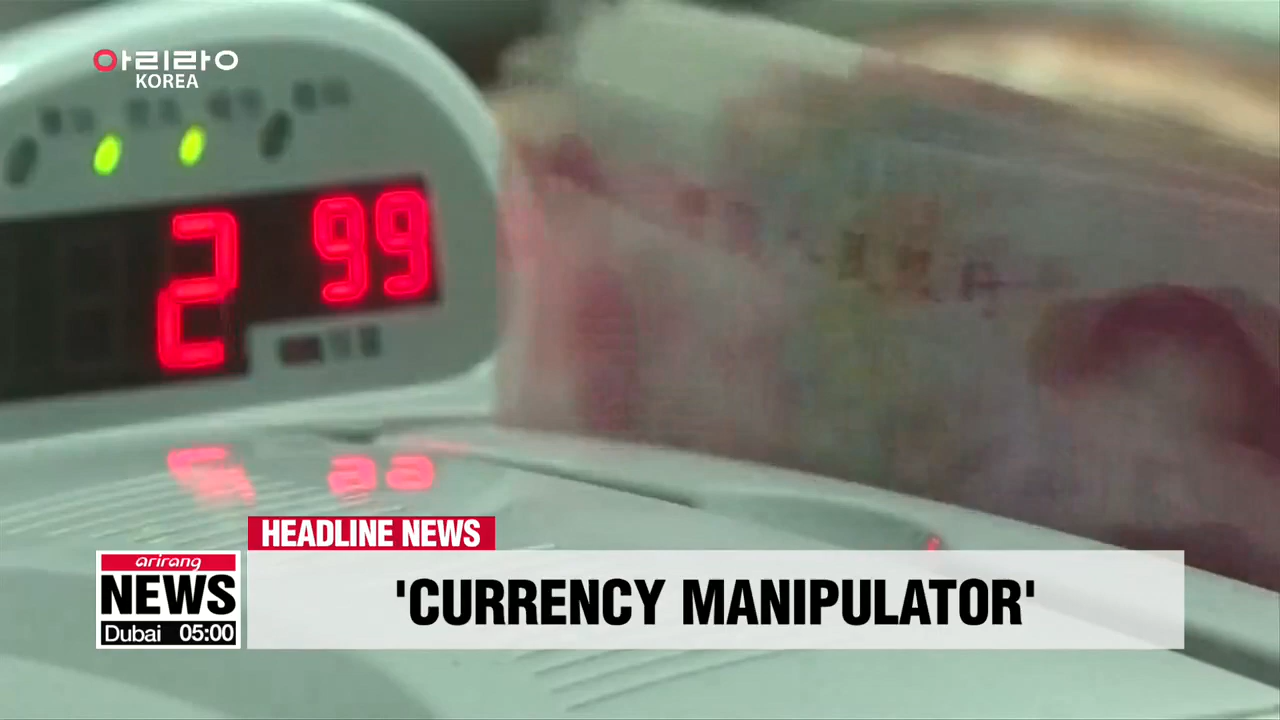 아리랑
KOREA
2 99
HEADLINE NEWS
arirang
NEWS
Dubai 05:00
'CURRENCY MANIPULATOR'